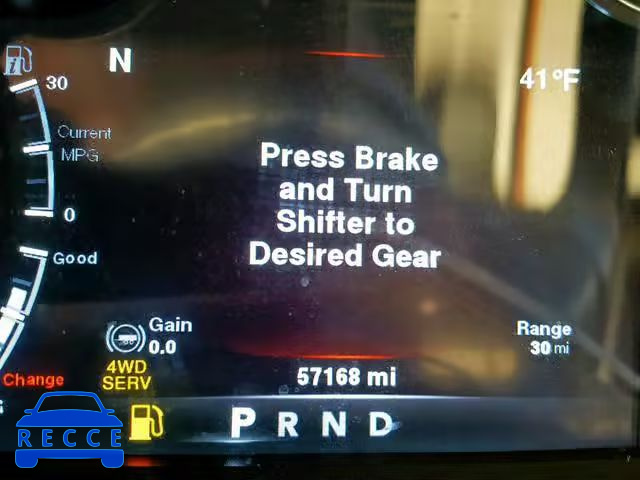 N
41°F
30
Current
MPG
0
Press Brake
and Turn
Shifter to
Desired Gear
Good
Gain
0.0
Range
30 mi
4WD
SERV
Change
57168 mi
P R N D
RECCE